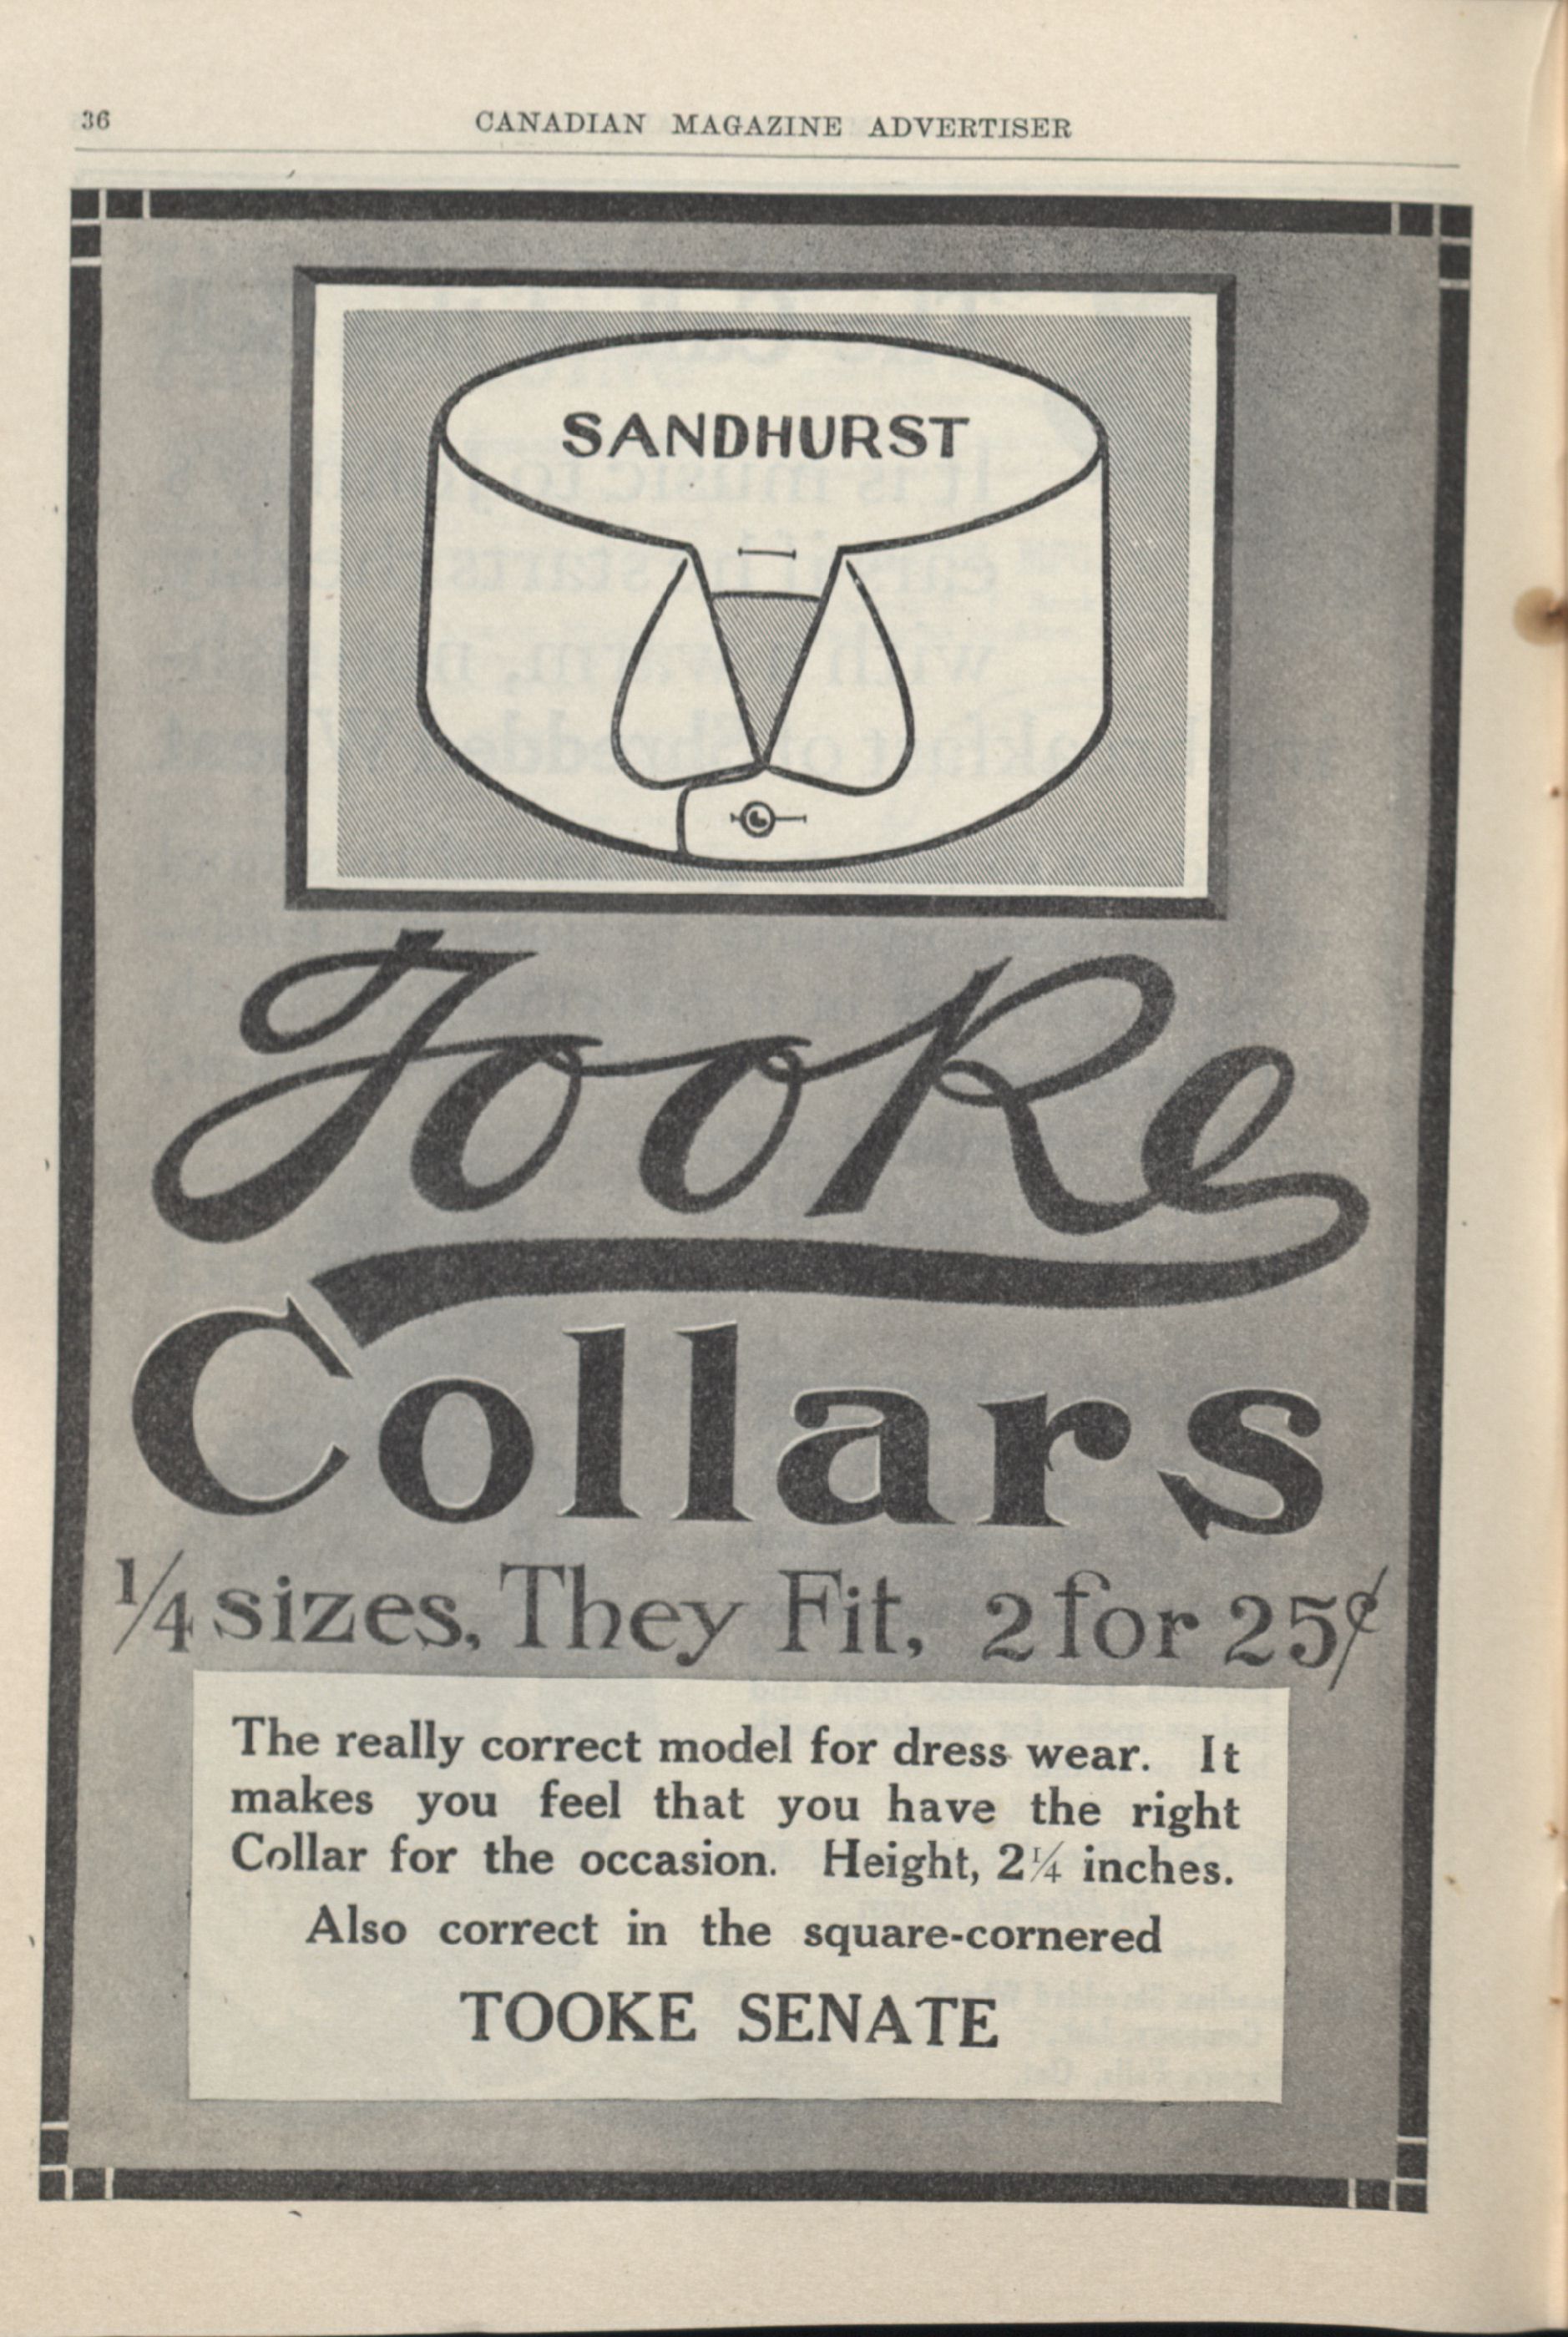 36
CANADIAN MAGAZINE ADVERTISER
SANDHURST
Tooke
Collars
1/4 sizes, They Fit, 2 for 25¢
The really correct model for dress wear. It
makes you feel that you have the right
Collar for the occasion. Height, 2 1/4 inches.
Also correct in the square-cornered
TOOKE SENATE